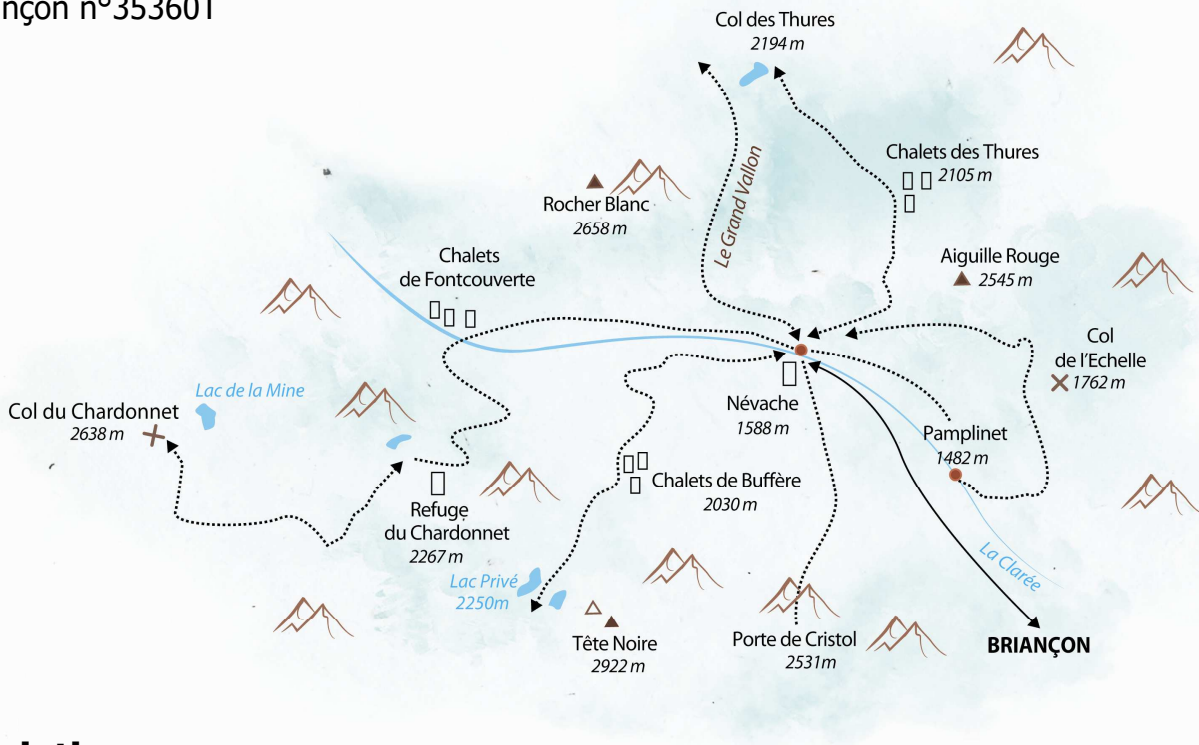 nçon n°353601
Col des Thures
2194 m
Chalets des Thures
2105 m
Le Grand Vallon
Rocher Blanc
2658 m
Chalets
de Fontcouverte
Aiguille Rouge
2545 m
Col
de l'Echelle
1762 m
Lac de la Mine
Col du Chardonnet
2638 m
Névache
1588 m
Pamplinet
1482 m
Chalets de Buffère
2030 m
Refuge
du Chardonnet
2267 m
Lac Privé
2250m
La Clarée
Tête Noire
2922 m
Porte de Cristol
2531m
BRIANÇON